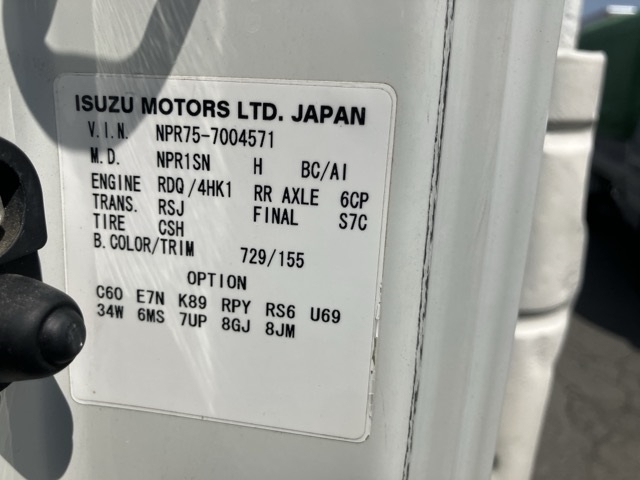 ISUZU MOTORS LTD. JAPAN
V.I.N. NPR75-7004571
M.D. NPR1SN H BC/AI
ENGINE RDQ/4HK1 RR AXLE 6CP
TRANS. RSJ FINAL S7C
TIRE CSH
B.COLOR/TRIM 729/155
OPTION
C60 E7N K89 RPY RS6 U69
34W 6MS 7UP 8GJ 8JM